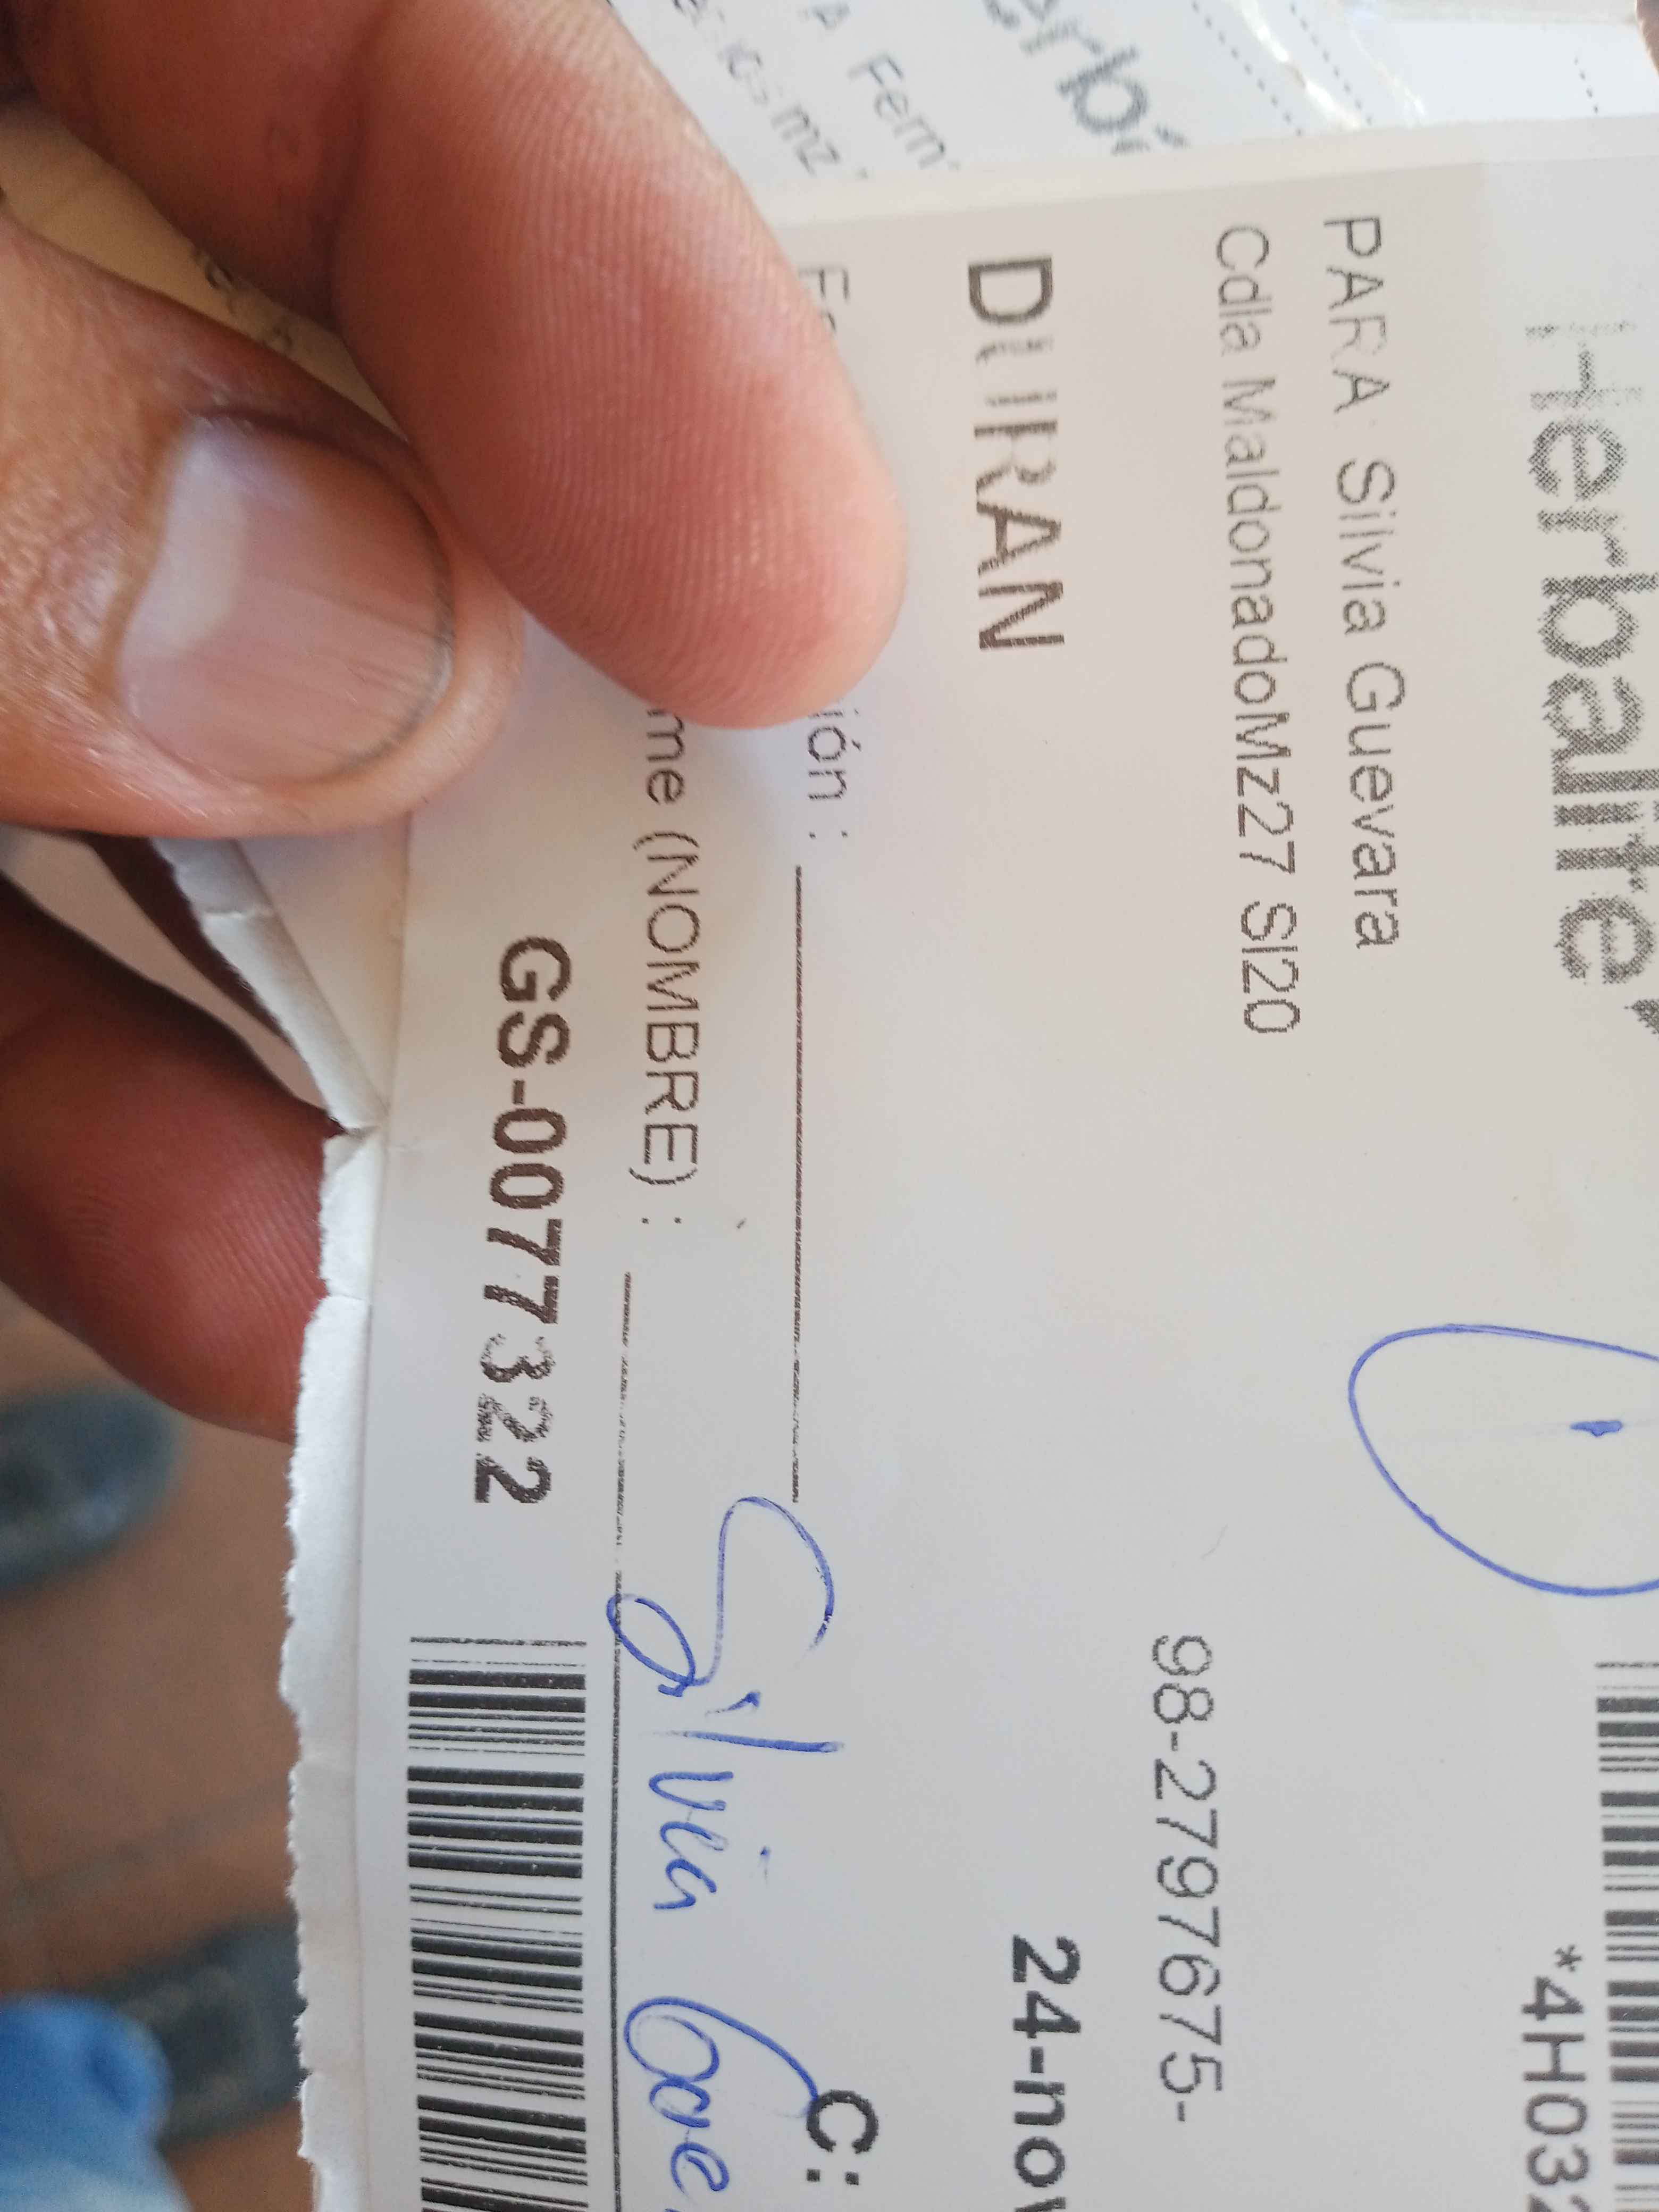 Herbalife
*4H03
PARA: Silvia Guevara
Cdla MaldonadoMz27 Sl20 98-2797675-
DURAN 24-nov
ión : C:
me (NOMBRE) : Silvia Gue
GS-0077322